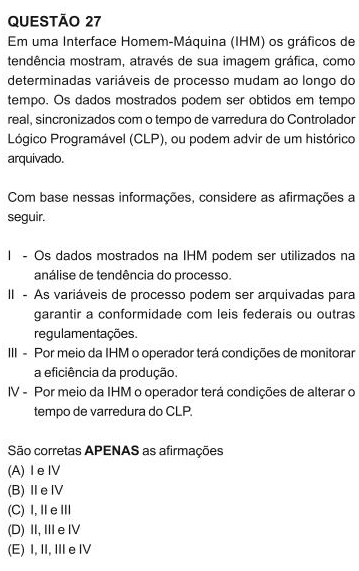 QUESTÃO 27
Em uma Interface Homem-Máquina (IHM) os gráficos de
tendência mostram, através de sua imagem gráfica, como
determinadas variáveis de processo mudam ao longo do
tempo. Os dados mostrados podem ser obtidos em tempo
real, sincronizados com o tempo de varredura do Controlador
Lógico Programável (CLP), ou podem advir de um histórico
arquivado.
Com base nessas informações, considere as afirmações a
seguir.
I - Os dados mostrados na IHM podem ser utilizados na
análise de tendência do processo.
II - As variáveis de processo podem ser arquivadas para
garantir a conformidade com leis federais ou outras
regulamentações.
III - Por meio da IHM o operador terá condições de monitorar
a eficiência da produção.
IV - Por meio da IHM o operador terá condições de alterar o
tempo de varredura do CLP.
São corretas APENAS as afirmações
(A) I e IV
(B) II e IV
(C) I, II e III
(D) II, III e IV
(E) I, II, III e IV